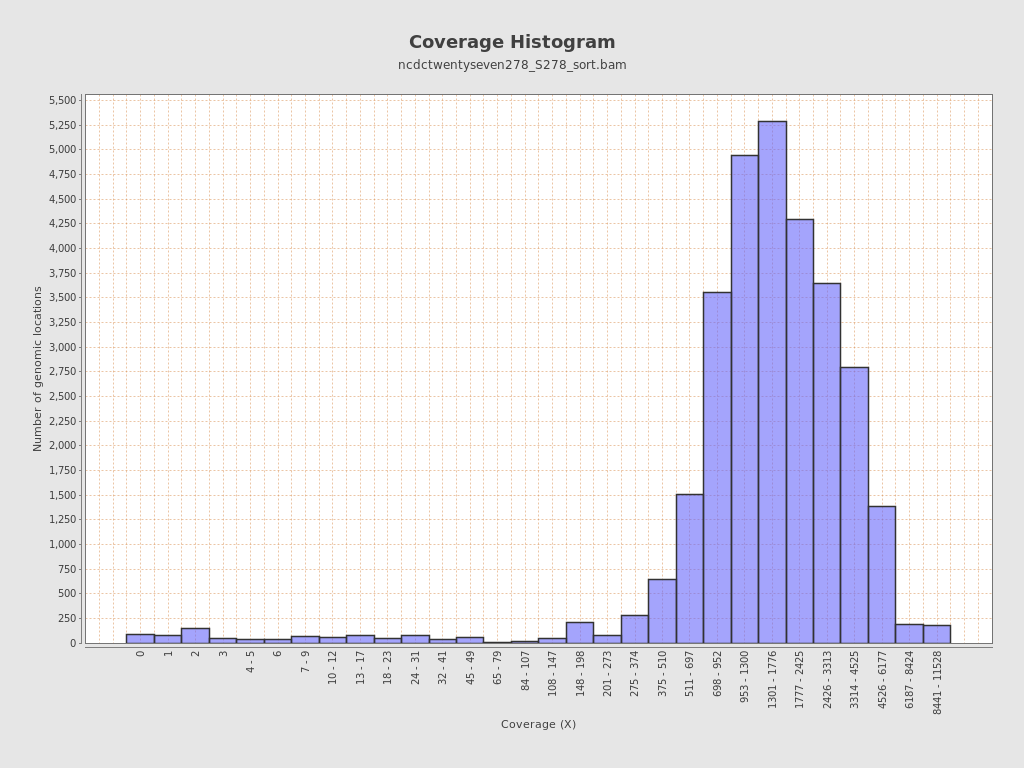 Coverage Histogram
ncdctwentyseven278_S278_sort.bam
5,500
5,250
5,000
4,750
4,500
4,250
4,000
3,750
3,500
3,250
3,000
2,750
2,500
2,250
2,000
1,750
1,500
1,250
1,000
750
500
250
0
Number of genomic locations
0
1
2
3
4 - 5
6
7 - 9
10 - 12
13 - 17
18 - 23
24 - 31
32 - 41
45 - 49
65 - 79
84 - 107
108 - 147
148 - 198
201 - 273
275 - 374
375 - 510
511 - 697
698 - 952
953 - 1300
1301 - 1776
1777 - 2425
2426 - 3313
3314 - 4525
4526 - 6177
6187 - 8424
8441 - 11528
Coverage (X)